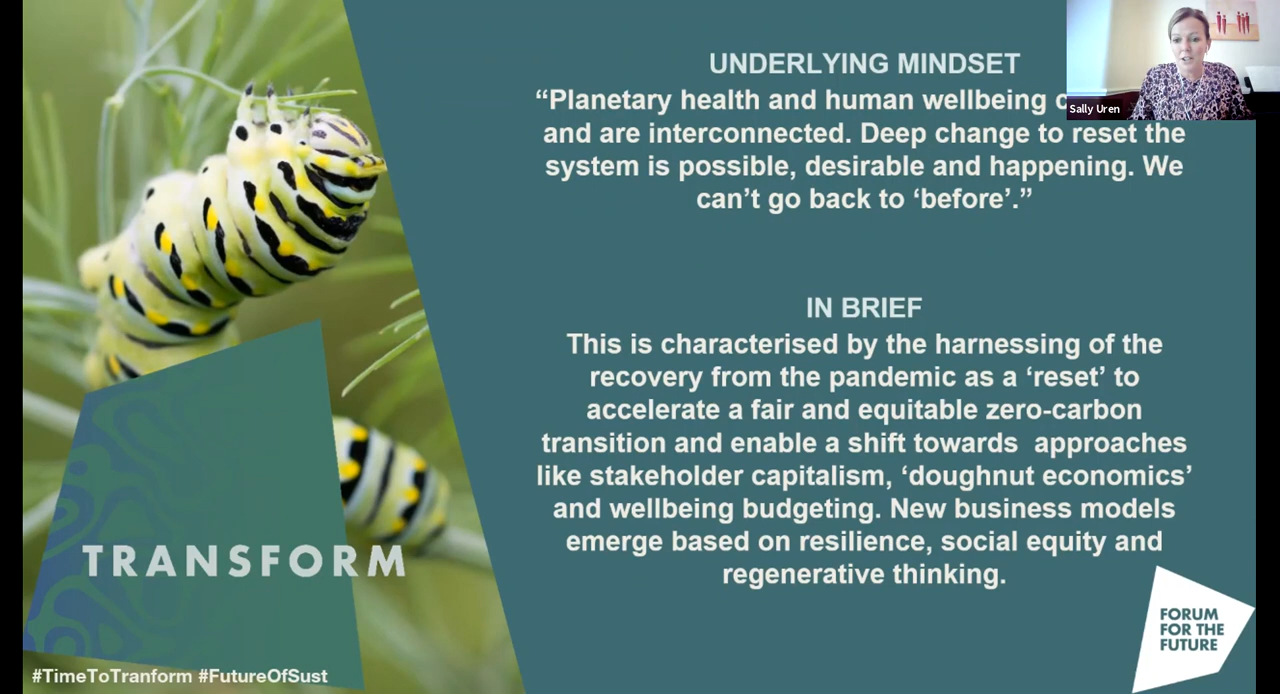 UNDERLYING MINDSET
“Planetary health and human wellbeing
and are interconnected. Deep change to reset the
system is possible, desirable and happening. We
can’t go back to ‘before’.”
Sally Uren
IN BRIEF
This is characterised by the harnessing of the
recovery from the pandemic as a ‘reset’ to
accelerate a fair and equitable zero-carbon
transition and enable a shift towards approaches
like stakeholder capitalism, ‘doughnut economics’
and wellbeing budgeting. New business models
emerge based on resilience, social equity and
regenerative thinking.
TRANSFORM
#TimeToTranform #FutureOfSust
FORUM
FOR THE
FUTURE